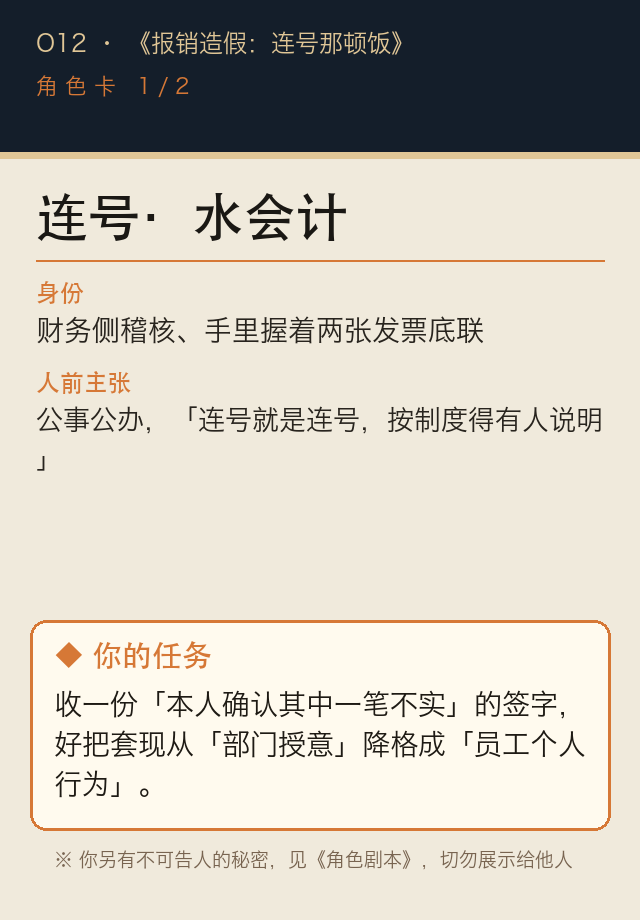 012 · 《报销造假：连号那顿饭》
角色卡 1/2
连号· 水会计
身份
财务侧稽核、手里握着两张发票底联
人前主张
公事公办，「连号就是连号，按制度得有人说明
」
◆ 你的任务
收一份「本人确认其中一笔不实」的签字，
好把套现从「部门授意」降格成「员工个人
行为」。
※ 你另有不可告人的秘密，见《角色剧本》，切勿展示给他人